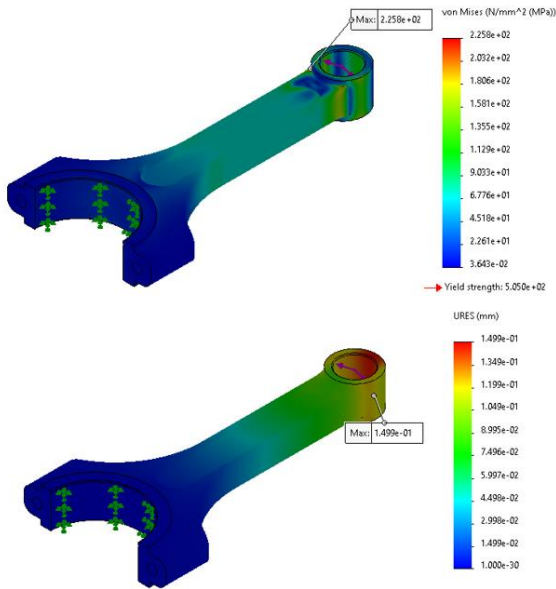 Max: 2.258e+02
von Mises (N/mm^2 (MPa))
2.258e+02
2.032e+02
1.806e+02
1.581e+02
1.355e+02
1.129e+02
9.033e+01
6.776e+01
4.518e+01
2.261e+01
3.643e-02
Yield strength: 5.050e+02
URES (mm)
1.499e-01
1.349e-01
1.199e-01
1.049e-01
8.995e-02
7.496e-02
5.997e-02
4.498e-02
2.998e-02
1.499e-02
1.000e-30
Max: 1.499e-01